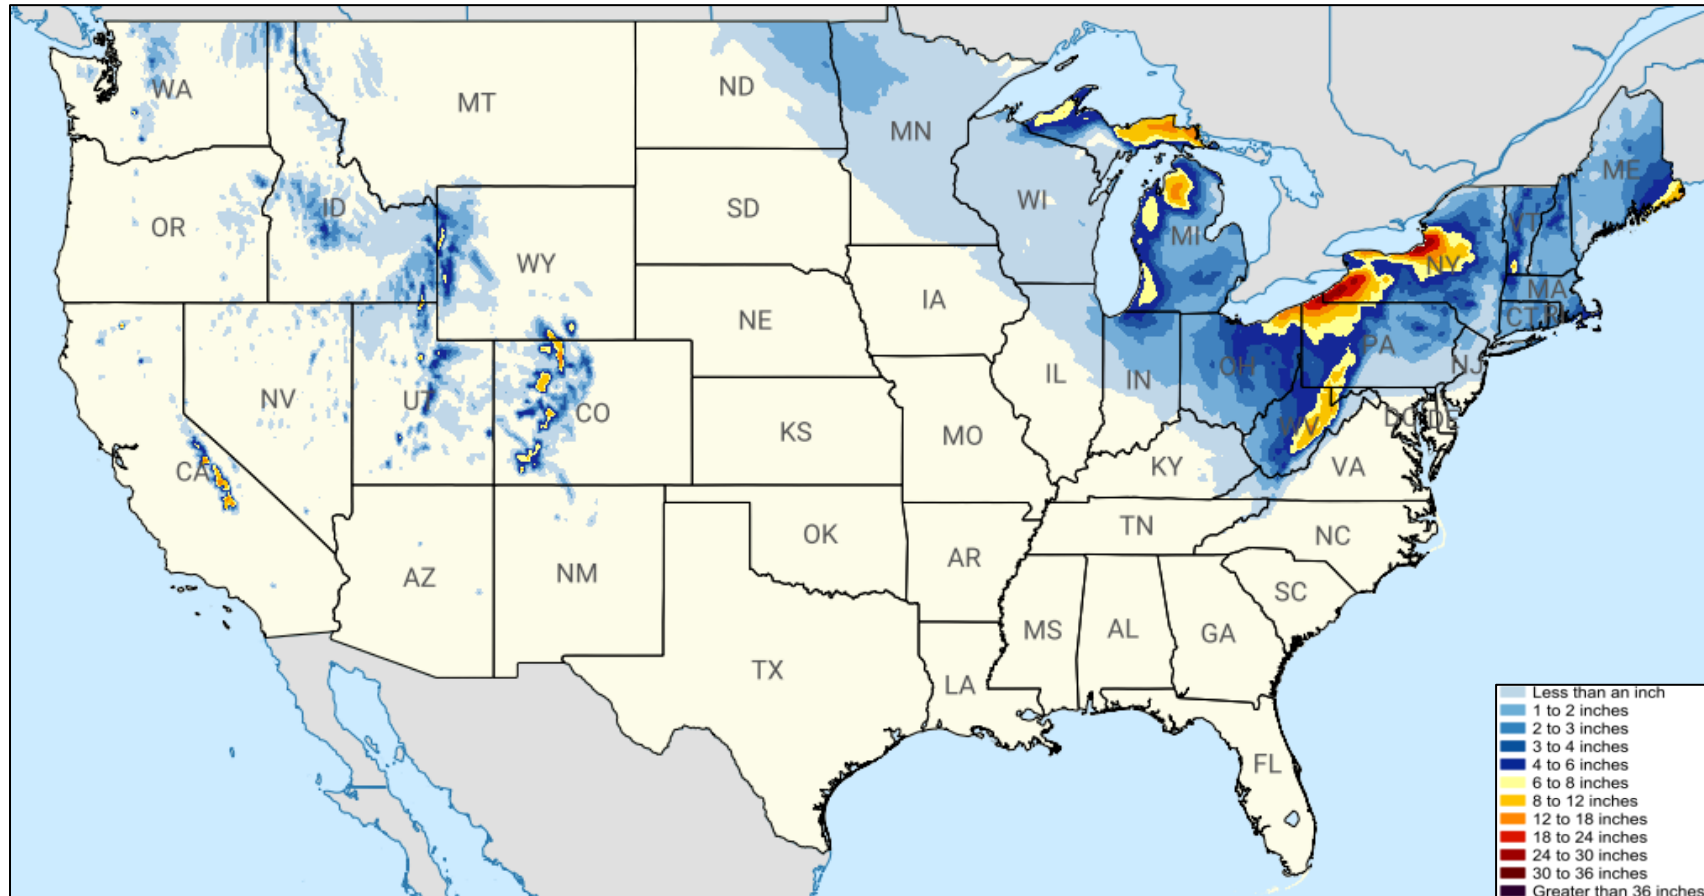 WA
MT
ND
MN
OR
ID
SD
WI
MI
ME
VT
NY
WY
IA
NE
MA
CT
PA
NJ
OH
IN
IL
NV
UT
CO
KS
MO
KY
WV
DC
DE
VA
CA
TN
NC
OK
AR
AZ
NM
SC
MS
AL
GA
TX
LA
FL
Less than an inch
1 to 2 inches
2 to 3 inches
3 to 4 inches
4 to 6 inches
6 to 8 inches
8 to 12 inches
12 to 18 inches
18 to 24 inches
24 to 30 inches
30 to 36 inches
Greater than 36 inches